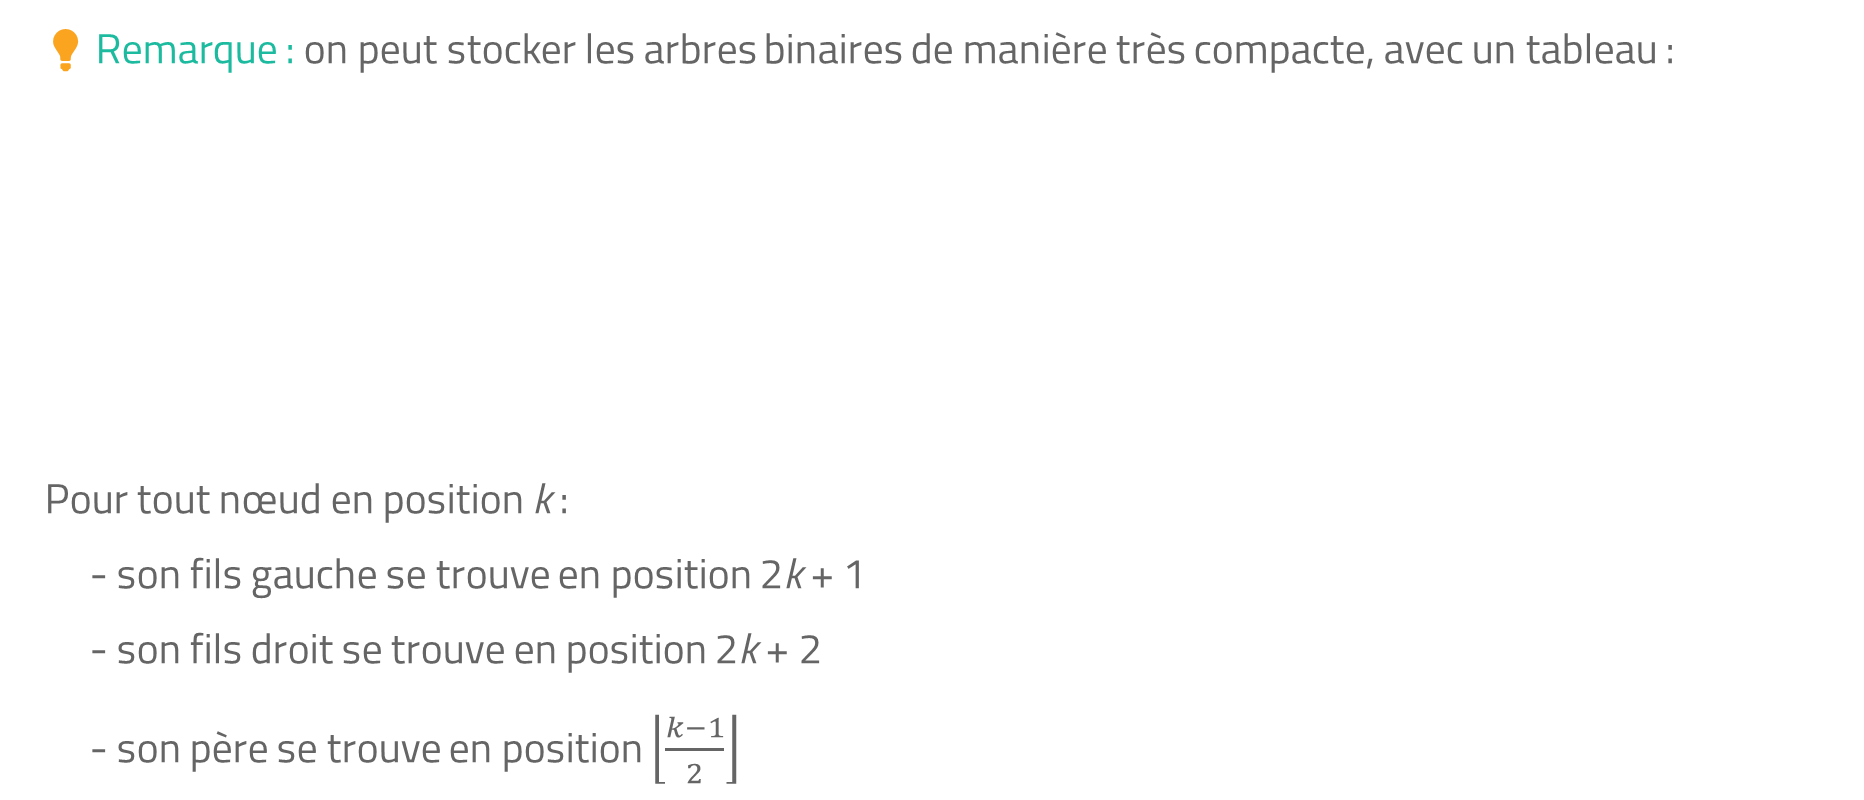 Remarque : on peut stocker les arbres binaires de manière très compacte, avec un tableau :
Pour tout nœud en position k :
- son fils gauche se trouve en position 2k + 1
- son fils droit se trouve en position 2k + 2
- son père se trouve en position ⌊(k−1)/2⌋